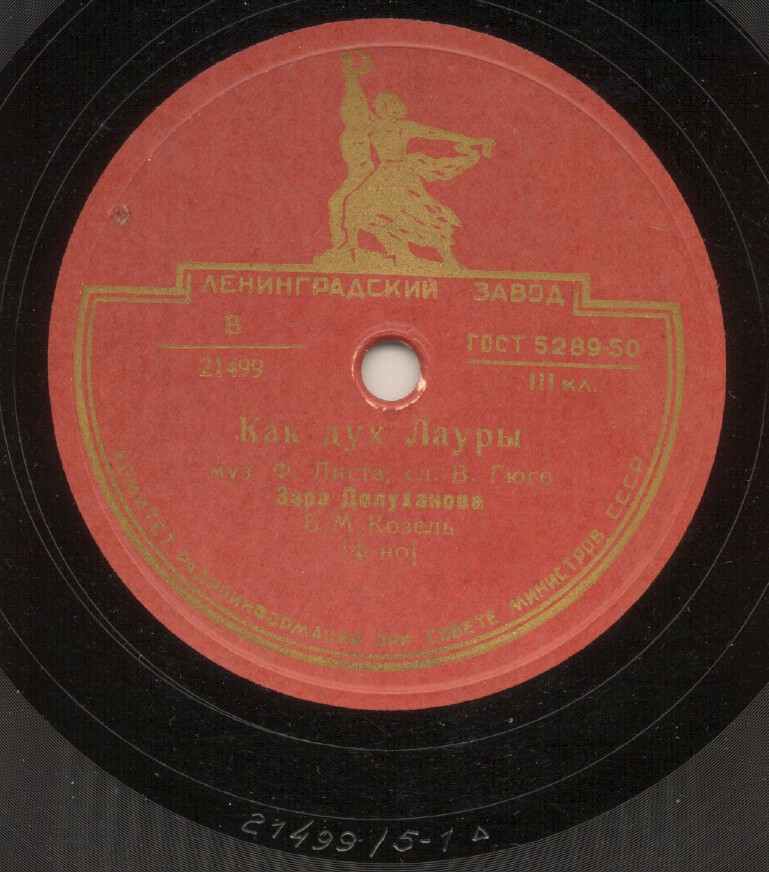 ЛЕНИНГРАДСКИЙ ЗАВОД
В
21499
ГОСТ 5289-50
III кл.
Как дух Лауры
муз. Ф. Листа, сл. В. Гюго
Зара Долуханова
Б. М. Козель
[ф-но]
КОМИТЕТ РАДИОИНФОРМАЦИИ ПРИ СОВЕТЕ МИНИСТРОВ СССР
21499/5-1